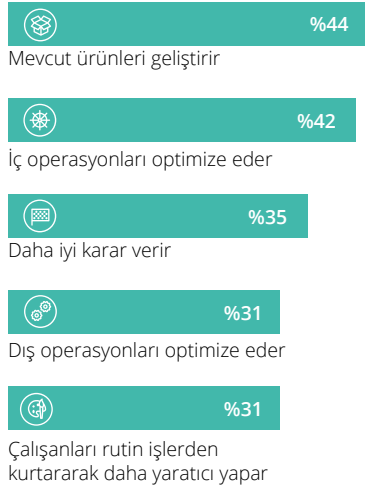 %44
Mevcut ürünleri geliştirir
%42
İç operasyonları optimize eder
%35
Daha iyi karar verir
%31
Dış operasyonları optimize eder
%31
Çalışanları rutin işlerden
kurtararak daha yaratıcı yapar